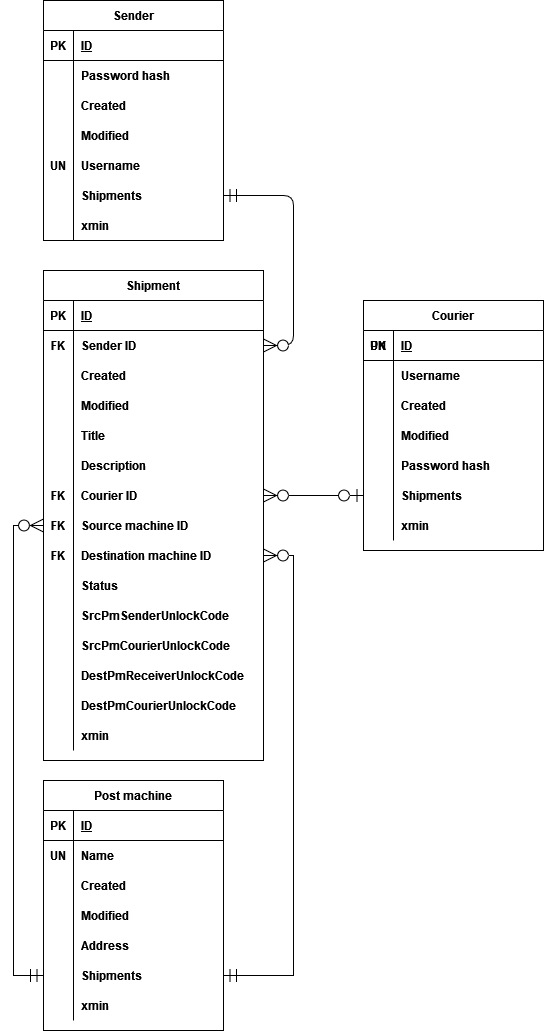 Sender
PK ID
Password hash
Created
Modified
UN Username
Shipments
xmin
Shipment
PK ID
FK Sender ID
Created
Modified
Title
Description
FK Courier ID
FK Source machine ID
FK Destination machine ID
Status
SrcPmSenderUnlockCode
SrcPmCourierUnlockCode
DestPmReceiverUnlockCode
DestPmCourierUnlockCode
xmin
Courier
ID
Username
Created
Modified
Password hash
Shipments
xmin
Post machine
PK ID
UN Name
Created
Modified
Address
Shipments
xmin